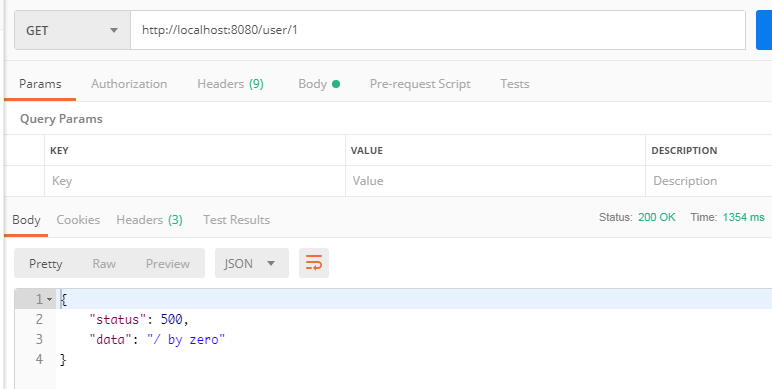 GET http://localhost:8080/user/1
Params Authorization Headers (9) Body Pre-request Script Tests
Query Params
KEY VALUE DESCRIPTION
Key Value Description
Body Cookies Headers (3) Test Results Status: 200 OK Time: 1354 ms
Pretty Raw Preview JSON
1 {
2 "status": 500,
3 "data": "/ by zero"
4 }